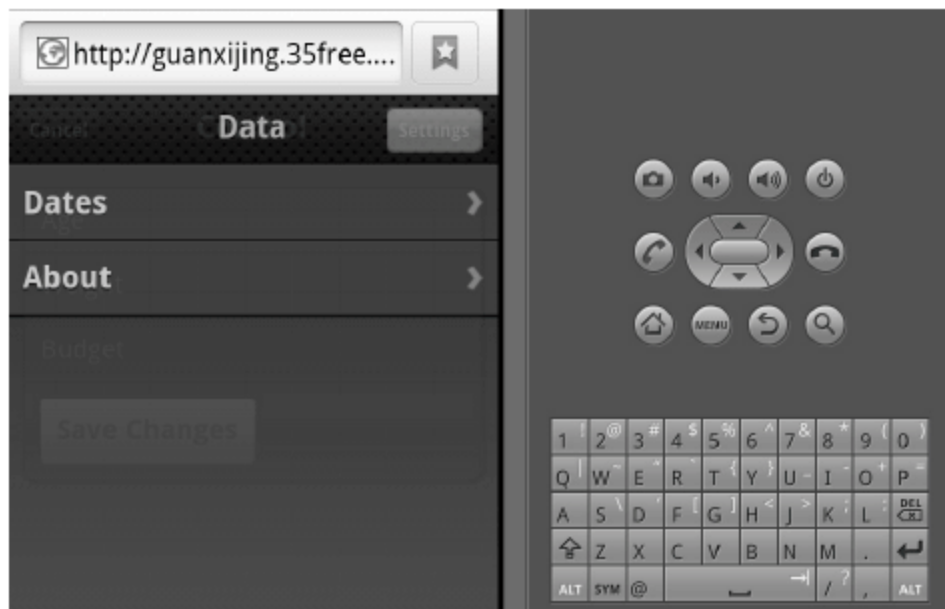 http://guanxijing.35free....
Cancel Data Settings
Dates
Age
About
Budget
Save Changes
MENU
1 ! 2 @ 3 # 4 $ 5 % 6 ^ 7 & 8 * 9 ( 0 )
Q | W ~ E " R ` T { Y } U _ I - O + P =
A S \ D ' F [ G ] H < J > K ; L : DEL
Z X C V B N M .
ALT SYM @ / ? , ALT